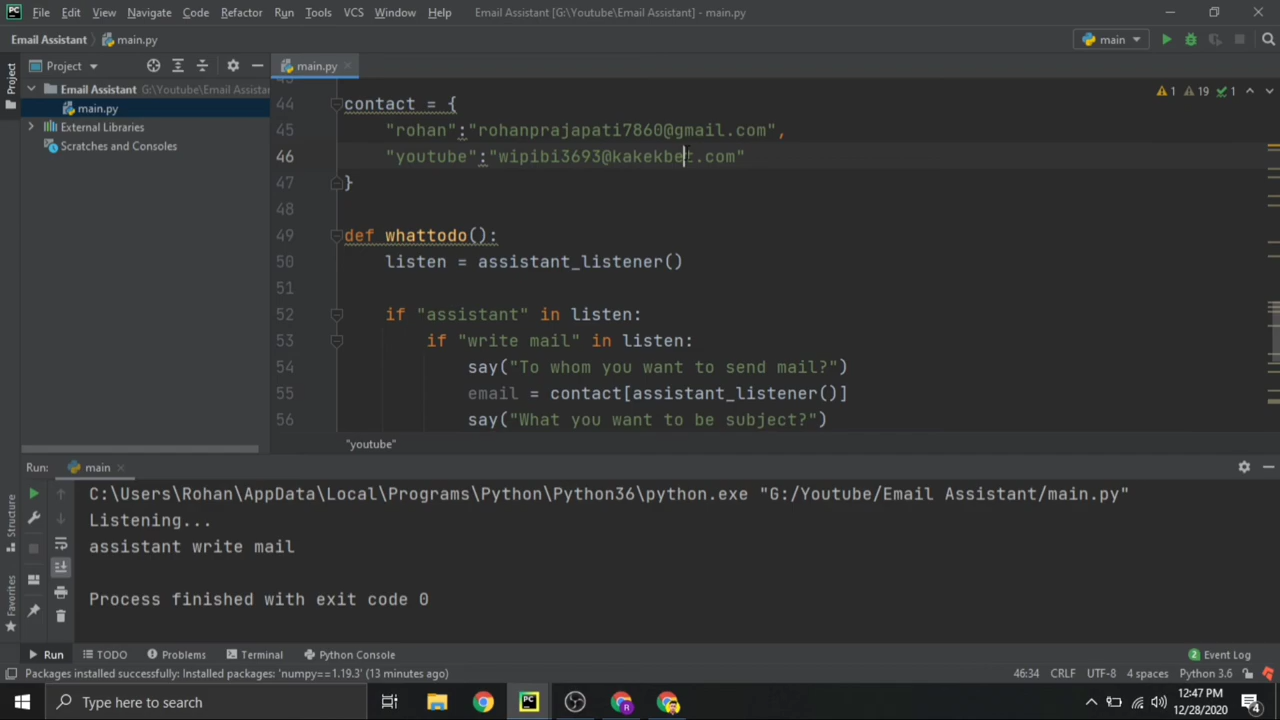 File Edit View Navigate Code Refactor Run Tools VCS Window Help Email Assistant [G:\Youtube\Email Assistant] - main.py
Email Assistant main.py main
Project
Project main.py
Email Assistant G:\Youtube\Email Assista
main.py
External Libraries
Scratches and Consoles
1 19 1
44 contact = {
45 "rohan":"rohanprajapati7860@gmail.com",
46 "youtube":"wipibi3693@kakekbet.com"
47 }
48
49 def whattodo():
50 listen = assistant_listener()
51
52 if "assistant" in listen:
53 if "write mail" in listen:
54 say("To whom you want to send mail?")
55 email = contact[assistant_listener()]
56 say("What you want to be subject?")
"youtube"
Run: main
C:\Users\Rohan\AppData\Local\Programs\Python\Python36\python.exe "G:/Youtube/Email Assistant/main.py"
Listening...
assistant write mail
Process finished with exit code 0
Structure
Favorites
Run TODO Problems Terminal Python Console 2 Event Log
Packages installed successfully: Installed packages: 'numpy==1.19.3' (13 minutes ago) 46:34 CRLF UTF-8 4 spaces Python 3.6
Type here to search
12:47 PM
12/28/2020
4